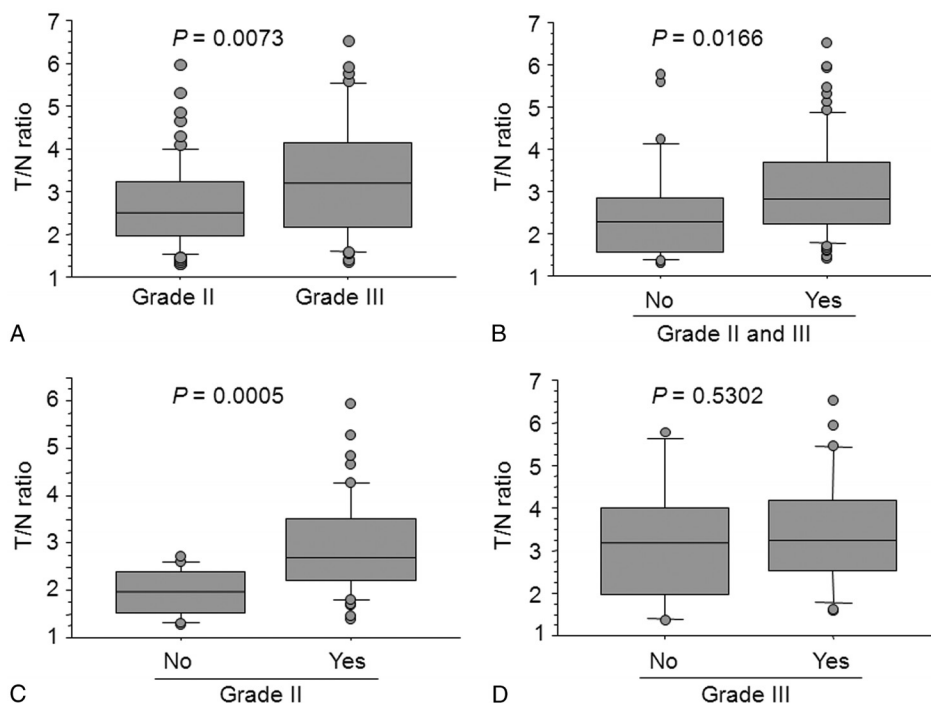 7
6
5
4
3
2
1
T/N ratio
P = 0.0073
Grade II
Grade III
A
7
6
5
4
3
2
1
T/N ratio
P = 0.0166
No
Yes
Grade II and III
B
6
5
4
3
2
1
T/N ratio
P = 0.0005
No
Yes
Grade II
C
7
6
5
4
3
2
1
T/N ratio
P = 0.5302
No
Yes
Grade III
D